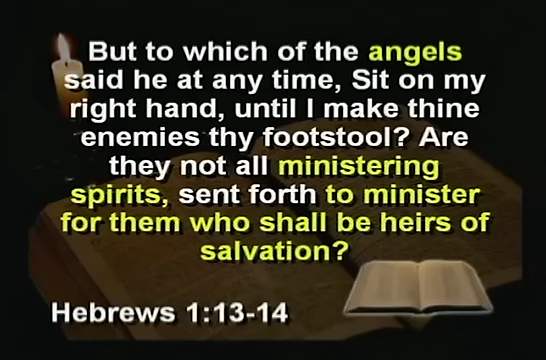 But to which of the angels
said he at any time, Sit on my
right hand, until I make thine
enemies thy footstool? Are
they not all ministering
spirits, sent forth to minister
for them who shall be heirs of
salvation?
Hebrews 1:13-14